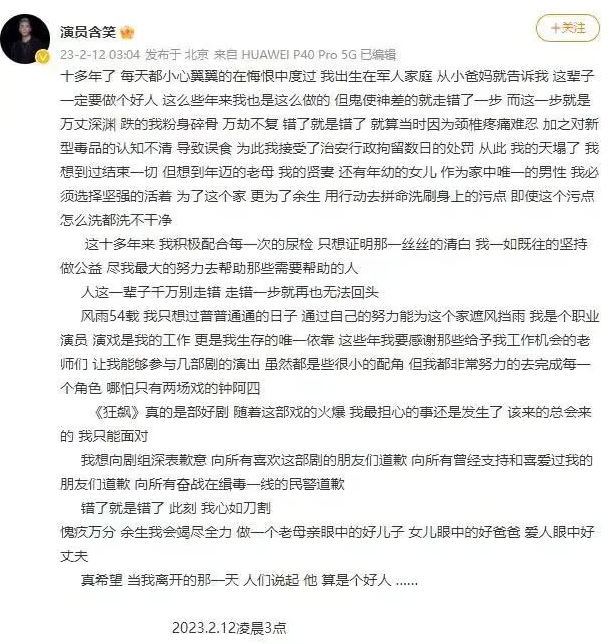 演员含笑
+关注
23-2-12 03:04 发布于 北京 来自 HUAWEI P40 Pro 5G 已编辑
十多年了 每天都小心翼翼的在悔恨中度过 我出生在军人家庭 从小爸妈就告诉我 这辈子
一定要做个好人 这么些年来我也是这么做的 但鬼使神差的就走错了一步 而这一步就是
万丈深渊 跌的我粉身碎骨 万劫不复 错了就是错了 就算当时因为颈椎疼痛难忍 加之对新
型毒品的认知不清 导致误食 为此我接受了治安行政拘留数日的处罚 从此 我的天塌了 我
想到过结束一切 但想到年迈的老母 我的贤妻 还有年幼的女儿 作为家中唯一的男性 我必
须选择坚强的活着 为了这个家 更为了余生 用行动去拼命洗刷身上的污点 即使这个污点
怎么洗都洗不干净
这十多年来 我积极配合每一次的尿检 只想证明那一丝丝的清白 我一如既往的坚持
做公益 尽我最大的努力去帮助那些需要帮助的人
人这一辈子千万别走错 走错一步就再也无法回头
风雨54载 我只想过普普通通的日子 通过自己的努力能为这个家遮风挡雨 我是个职业
演员 演戏是我的工作 更是我生存的唯一依靠 这些年我要感谢那些给予我工作机会的老
师们 让我能够参与几部剧的演出 虽然都是些很小的配角 但我都非常努力的去完成每一
个角色 哪怕只有两场戏的钟阿四
《狂飙》真的是部好剧 随着这部戏的火爆 我最担心的事还是发生了 该来的总会来
的 我只能面对
我想向剧组深表歉意 向所有喜欢这部剧的朋友们道歉 向所有曾经支持和喜爱过我的
朋友们道歉 向所有奋战在缉毒一线的民警道歉
错了就是错了 此刻 我心如刀割
愧疚万分 余生我会竭尽全力 做一个老母亲眼中的好儿子 女儿眼中的好爸爸 爱人眼中好
丈夫
真希望 当我离开的那一天 人们说起 他 算是个好人 ......
2023.2.12凌晨3点